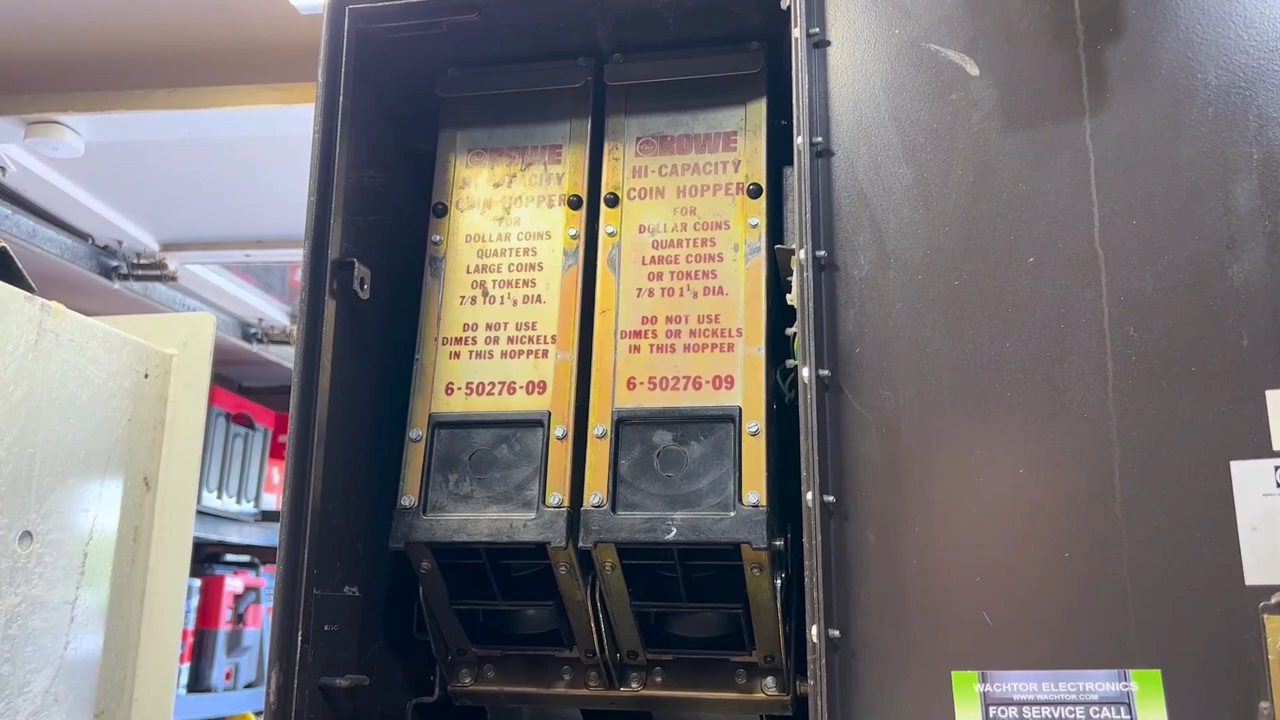 ROWE
HI-CAPACITY
COIN HOPPER
FOR
DOLLAR COINS
QUARTERS
LARGE COINS
OR TOKENS
7/8 TO 1 1/8 DIA.
DO NOT USE
DIMES OR NICKELS
IN THIS HOPPER
6-50276-09
ROWE
HI-CAPACITY
COIN HOPPER
FOR
DOLLAR COINS
QUARTERS
LARGE COINS
OR TOKENS
7/8 TO 1 1/8 DIA.
DO NOT USE
DIMES OR NICKELS
IN THIS HOPPER
6-50276-09
WACHTOR ELECTRONICS
WWW.WACHTOR.COM
FOR SERVICE CALL